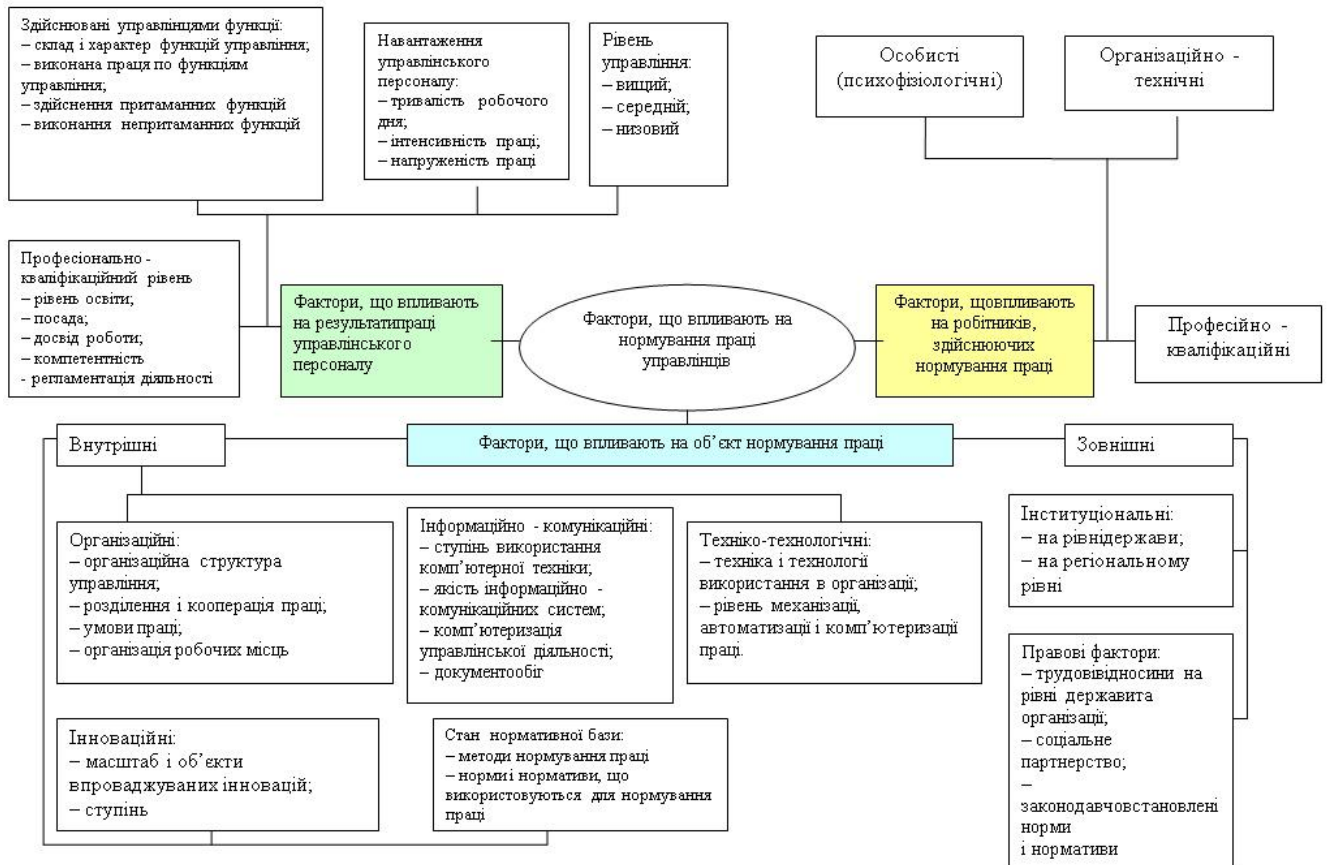 Здійснювані управлінцями функції:
– склад і характер функцій управління;
– виконана праця по функціям
управління;
– здійснення притаманних функцій
– виконання непритаманних функцій
Навантаження
управлінського
персоналу:
– тривалість робочого
дня;
– інтенсивність праці;
– напруженість праці
Рівень
управління:
– вищий;
– середній;
– низовий
Особисті
(психофізіологічні)
Організаційно -
технічні
Професіонально -
кваліфікаційний рівень
– рівень освіти;
– посада;
– досвід роботи;
– компетентність
- регламентація діяльності
Фактори, що впливають
на результатипраці
управлінського
персоналу
Фактори, що впливають на
нормування праці
управлінців
Фактори, щовпливають
на робітників,
здійснюючих
нормування праці
Професійно -
кваліфікаційні
Внутрішні
Фактори, що впливають на об’єкт нормування праці
Зовнішні
Організаційні:
– організаційна структура
управління;
– розділення і кооперація праці;
– умови праці;
– організація робочих місць
Інформаційно - комунікаційні:
– ступінь використання
комп’ютерної техніки;
– якість інформаційно -
комунікаційних систем;
– комп’ютеризація
управлінської діяльності;
– документообіг
Техніко-технологічні:
– техніка і технології
використання в організації;
– рівень механізації,
автоматизації і комп’ютеризації
праці.
Інституціональні:
– на рівнідержави;
– на регіональному
рівні
Інноваційні:
– масштаб і об’єкти
впроваджуваних інновацій;
– ступінь
Стан нормативної бази:
– методи нормування праці
– норми і нормативи, що
використовуються для нормування
праці
Правові фактори:
– трудовівідносини на
рівні державита
організації;
– соціальне
партнерство;
–
законодавчовстановлені
норми
і нормативи